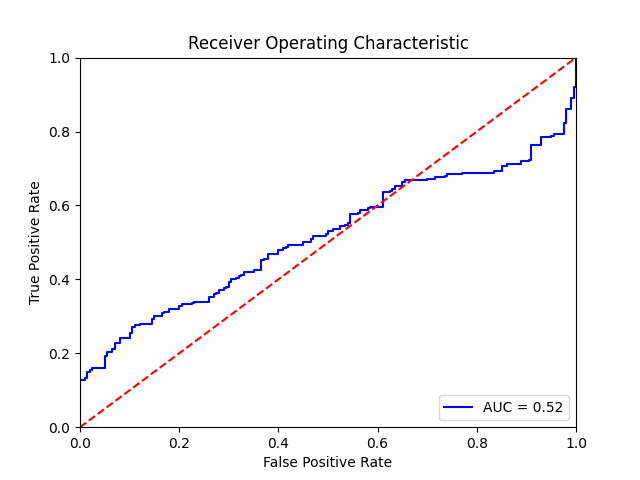 Receiver Operating Characteristic
1.0
0.8
0.6
0.4
0.2
0.0
True Positive Rate
AUC = 0.52
0.0 0.2 0.4 0.6 0.8 1.0
False Positive Rate